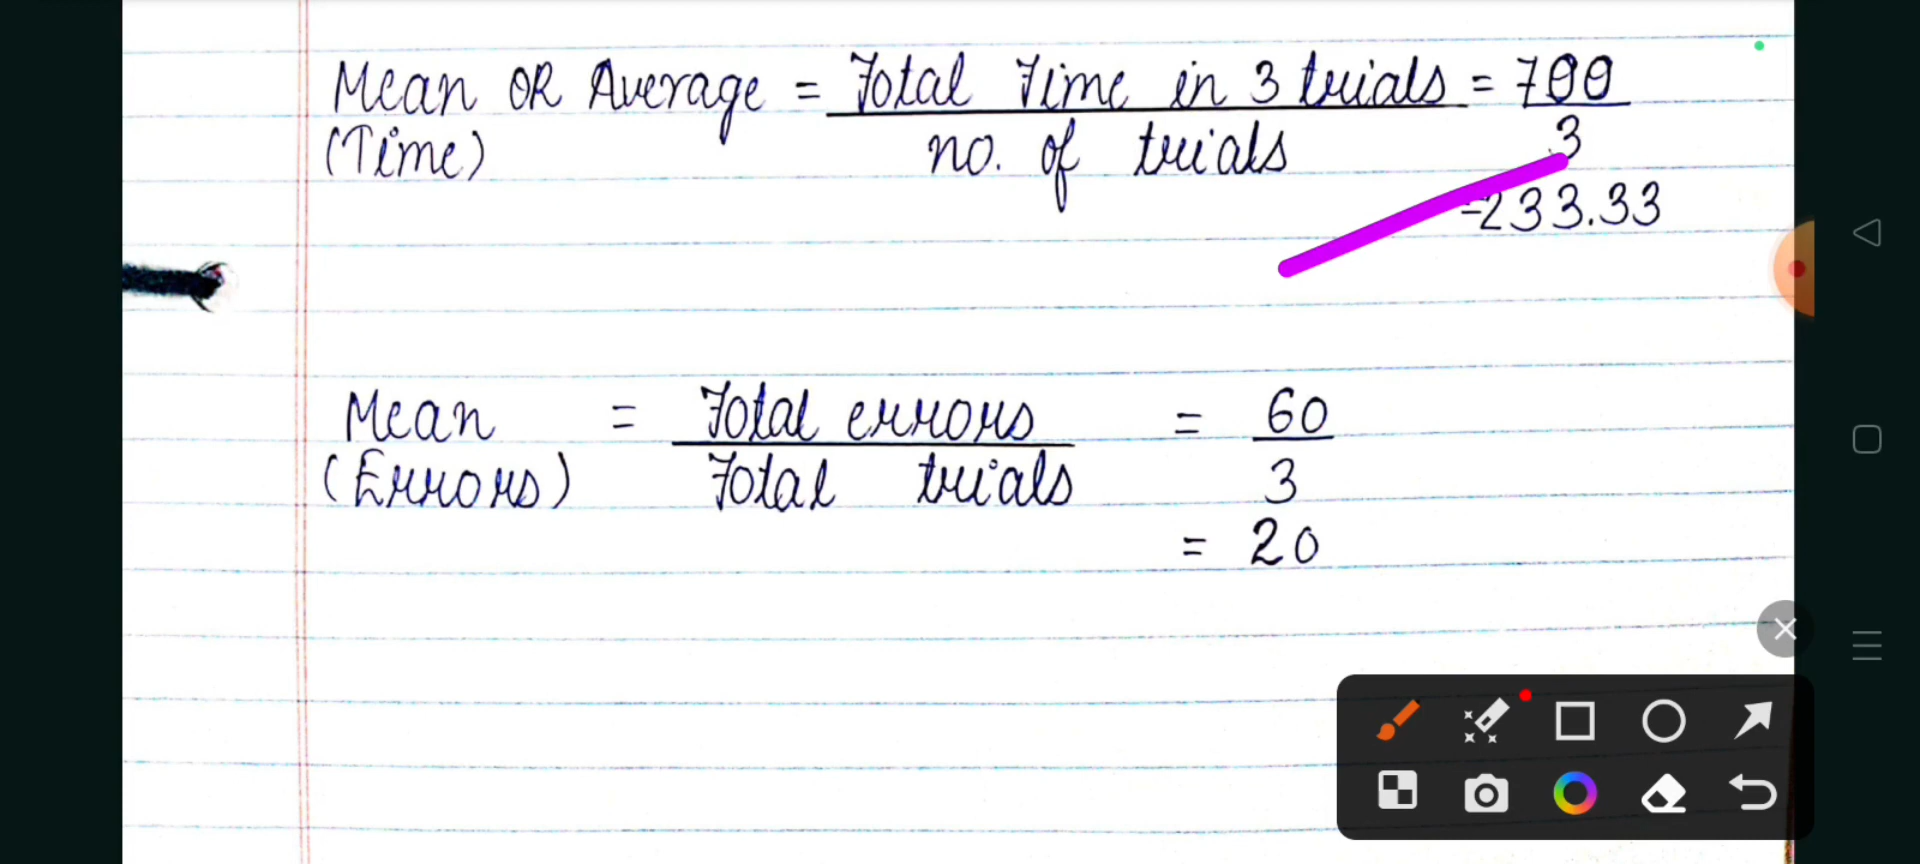 Mean OR Average = Total Time in 3 trials = 700
(Time) no. of trials 3
=233.33
Mean = Total errors = 60
(Errors) Total trials 3
= 20